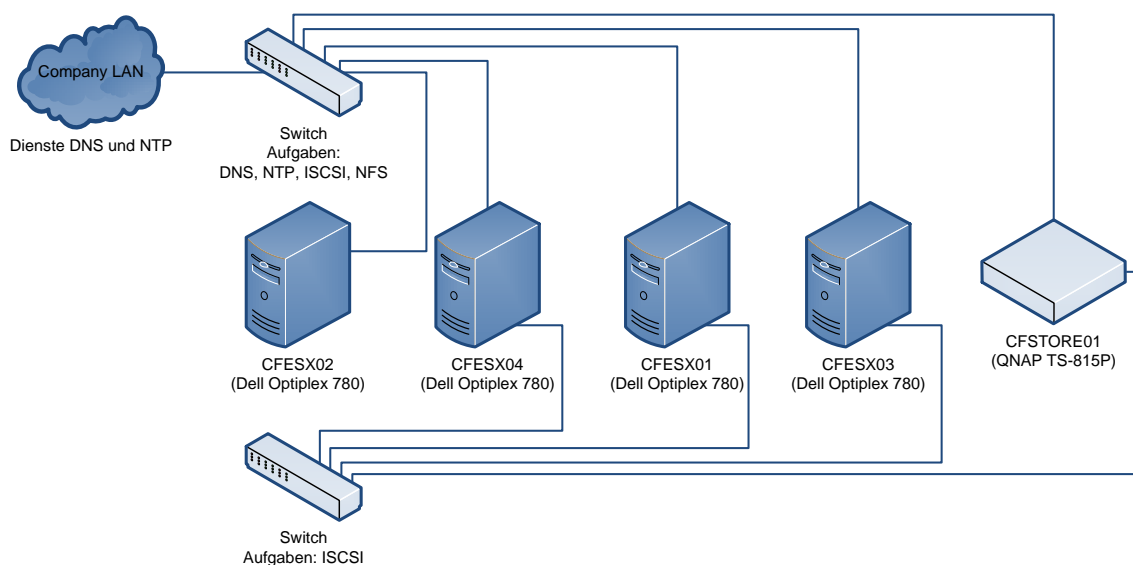 Company LAN
Dienste DNS und NTP
Switch
Aufgaben:
DNS, NTP, ISCSI, NFS
CFESX02
(Dell Optiplex 780)
CFESX04
(Dell Optiplex 780)
CFESX01
(Dell Optiplex 780)
CFESX03
(Dell Optiplex 780)
CFSTORE01
(QNAP TS-815P)
Switch
Aufgaben: ISCSI